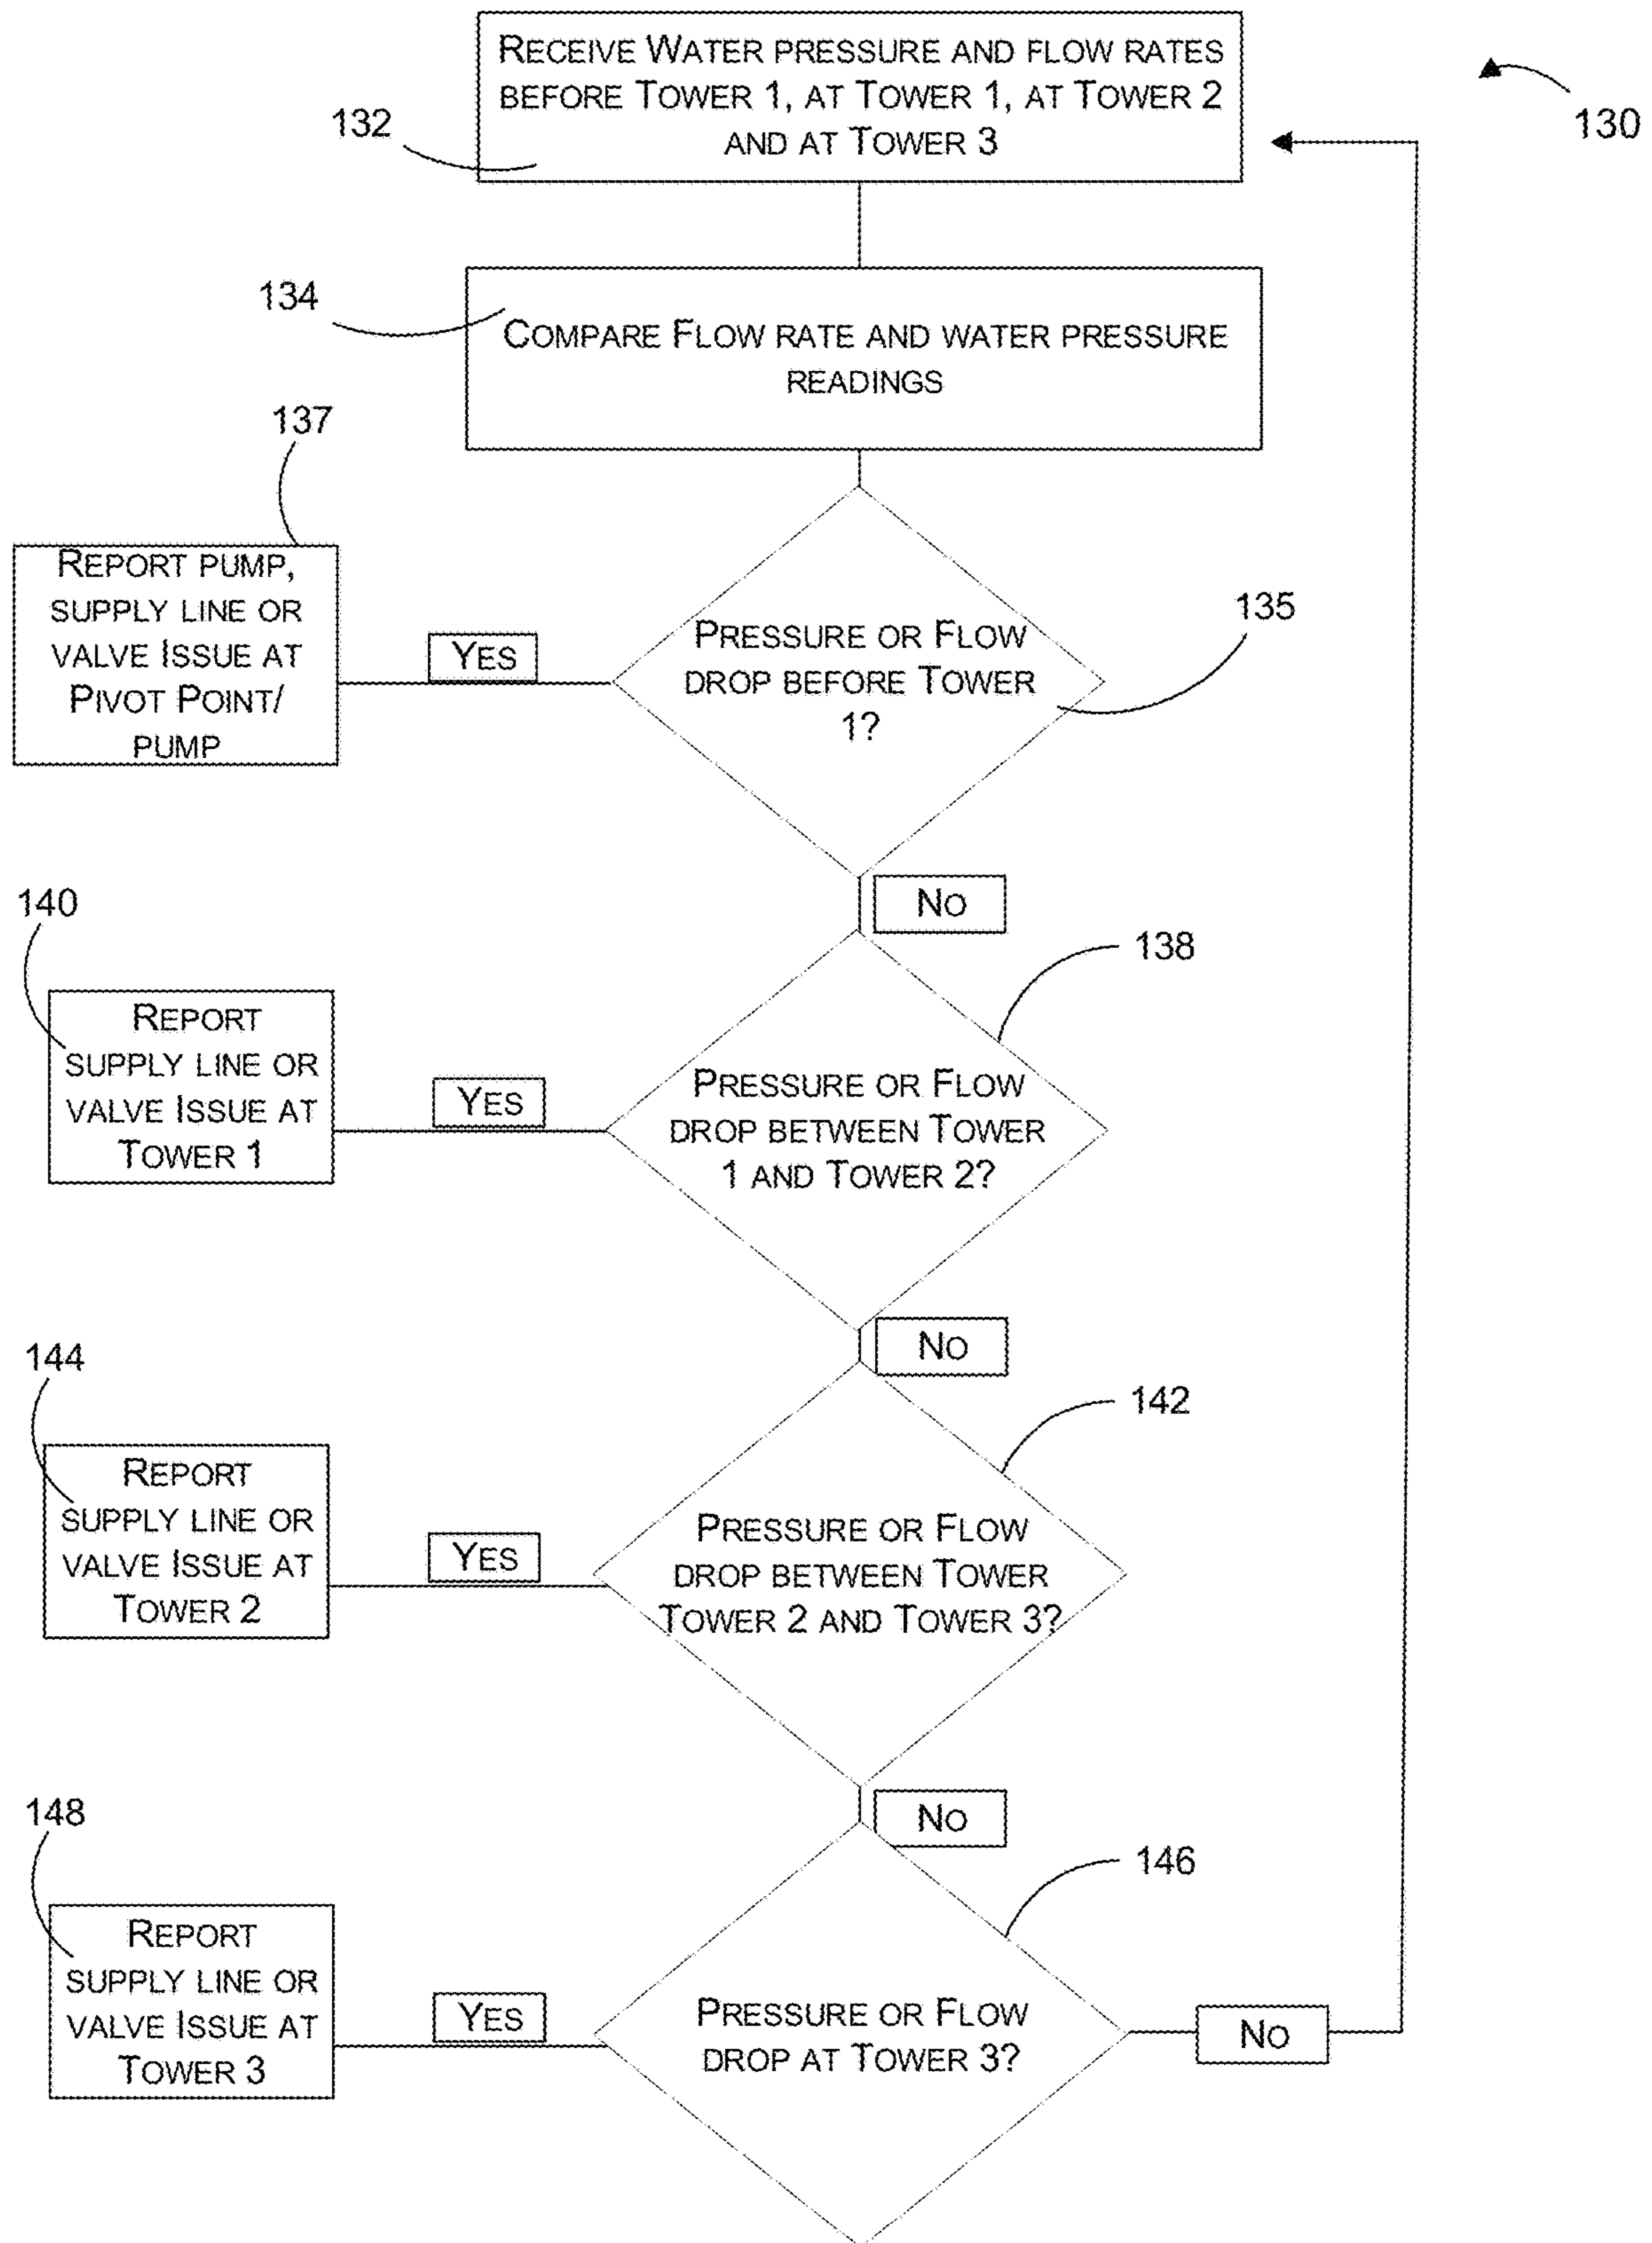 RECEIVE WATER PRESSURE AND FLOW RATES
BEFORE TOWER 1, AT TOWER 1, AT TOWER 2
AND AT TOWER 3
132
130
134
COMPARE FLOW RATE AND WATER PRESSURE
READINGS
137
REPORT PUMP,
SUPPLY LINE OR
VALVE ISSUE AT
PIVOT POINT/
PUMP
YES
PRESSURE OR FLOW
DROP BEFORE TOWER
1?
135
NO
140
138
REPORT
SUPPLY LINE OR
VALVE ISSUE AT
TOWER 1
YES
PRESSURE OR FLOW
DROP BETWEEN TOWER
1 AND TOWER 2?
NO
144
142
REPORT
SUPPLY LINE OR
VALVE ISSUE AT
TOWER 2
YES
PRESSURE OR FLOW
DROP BETWEEN TOWER
TOWER 2 AND TOWER 3?
NO
148
146
REPORT
SUPPLY LINE OR
VALVE ISSUE AT
TOWER 3
YES
PRESSURE OR FLOW
DROP AT TOWER 3?
NO